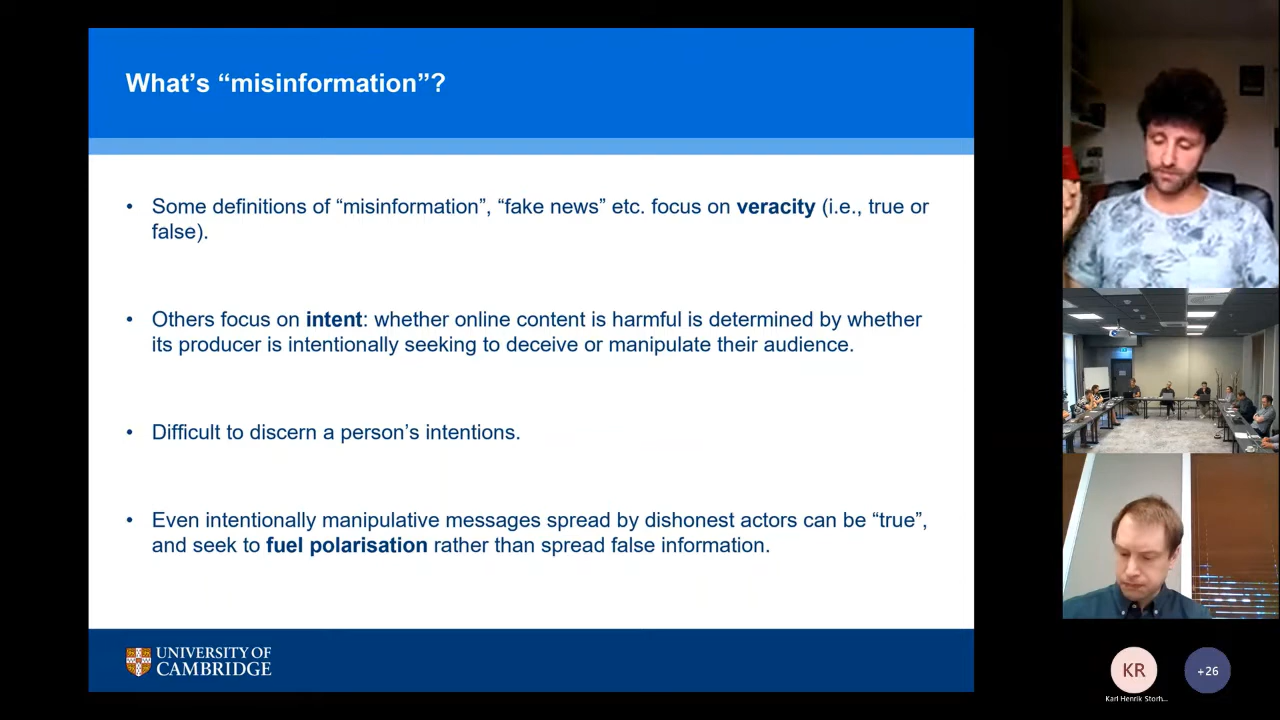 What's “misinformation”?
• Some definitions of “misinformation”, “fake news” etc. focus on veracity (i.e., true or
false).
• Others focus on intent: whether online content is harmful is determined by whether
its producer is intentionally seeking to deceive or manipulate their audience.
• Difficult to discern a person's intentions.
• Even intentionally manipulative messages spread by dishonest actors can be “true”,
and seek to fuel polarisation rather than spread false information.
UNIVERSITY OF
CAMBRIDGE
KR
+26
Karl Henrik Storh...